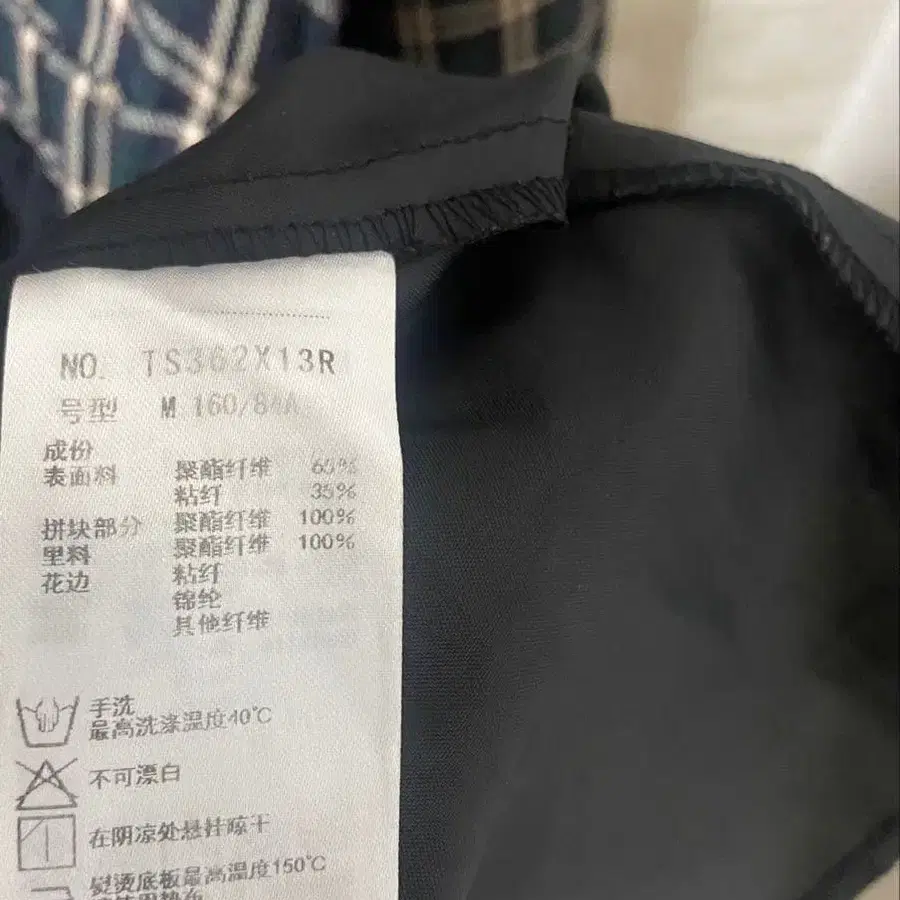 NO. TS362X13R
号型 M 160/84A
成份
表面料 聚酯纤维 65%
粘纤 35%
拼块部分 聚酯纤维 100%
里料 聚酯纤维 100%
花边 粘纤
锦纶
其他纤维
手洗
最高洗涤温度40℃
不可漂白
在阴凉处悬挂晾干
熨烫底板最高温度150℃